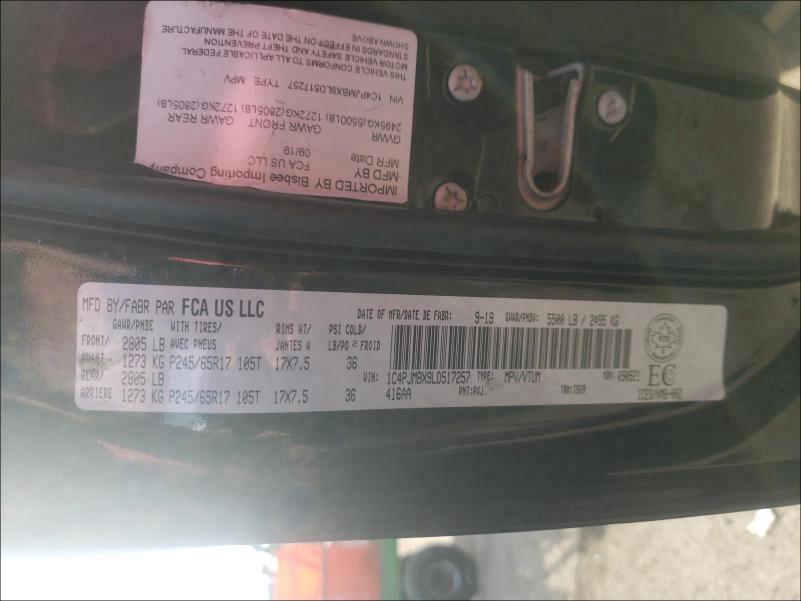 IMPORTED BY Bisbee Importing Company
MFD BY FCA US LLC
MFR Date 09/19
GVWR GAWR FRONT GAWR REAR
2495KG(5500LB) 1272KG(2805LB) 1272KG(2805LB)
VIN 1C4PJMBX9LD517257 TYPE MPV
THIS VEHICLE CONFORMS TO ALL APPLICABLE FEDERAL
MOTOR VEHICLE SAFETY AND THEFT PREVENTION
STANDARDS IN EFFECT ON THE DATE OF THE MANUFACTURE
SHOWN ABOVE
MFD BY/FABR PAR FCA US LLC
DATE OF MFR/DATE DE FABR: 9-19 GVWR/PNBV: 5500 LB / 2495 KG
GAWR/PNBE WITH TIRES/ RIMS AT/ PSI COLD/
FRONT/ 2805 LB AVEC PNEUS JANTES A LB/PO 2 FROID
AVANT- 1273 KG P245/65R17 105T 17X7.5 36
REAR/ 2805 LB
ARRIERE 1273 KG P245/65R17 105T 17X7.5 36
VIN: 1C4PJMBX9LD517257 TYPE: MPV/VTUM
416AA PNT:PXJ
EC